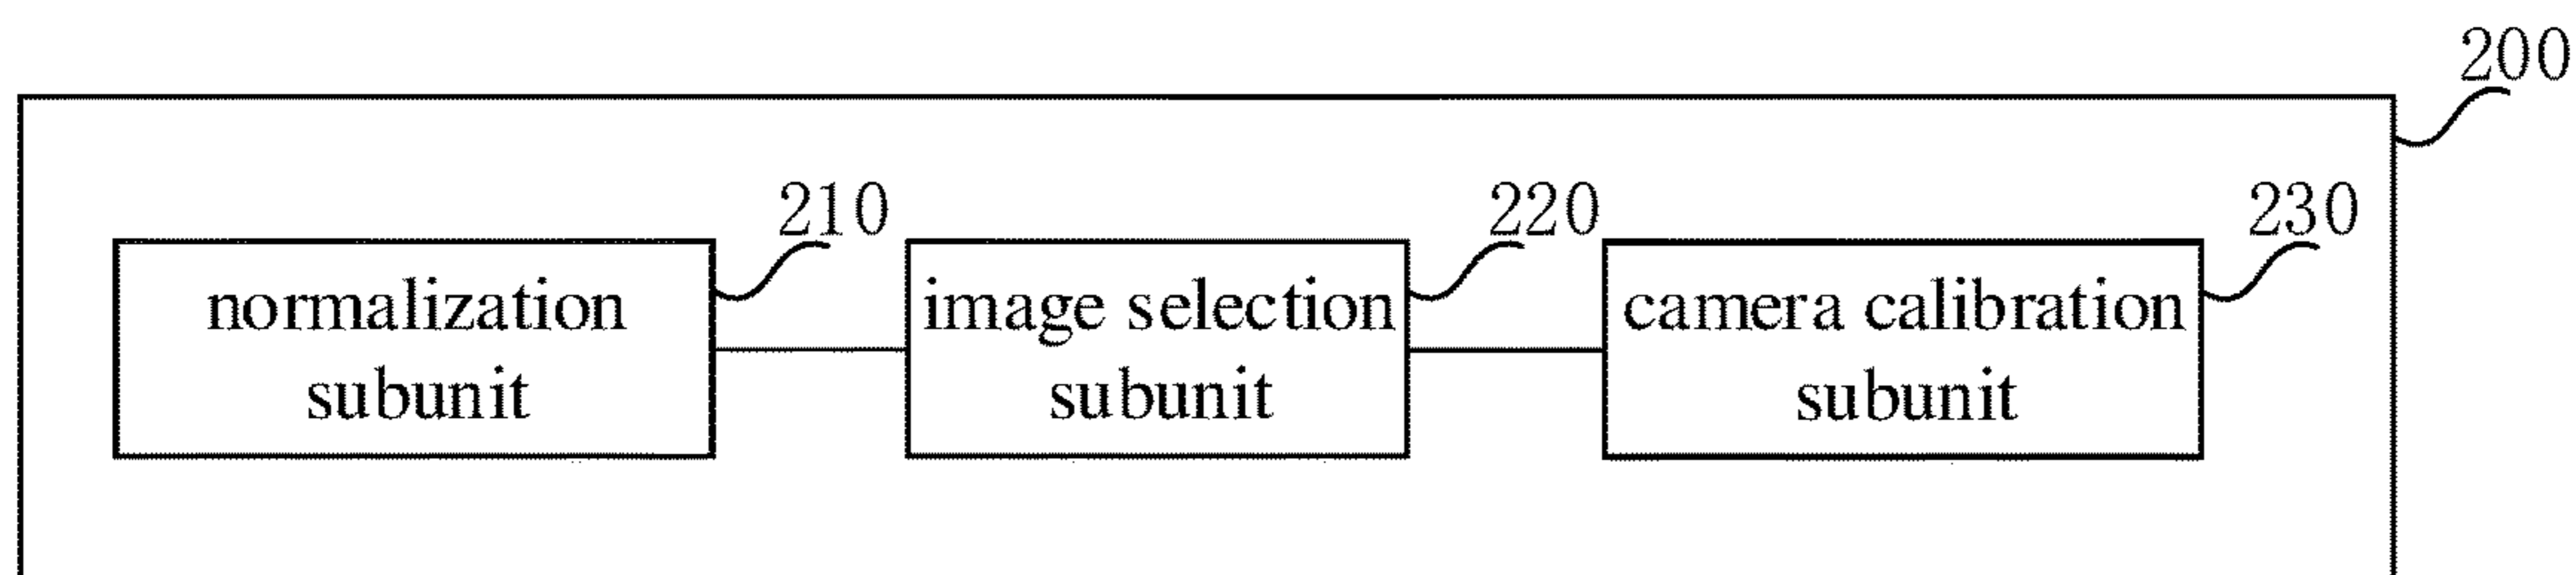 200
210
220
230
normalization
subunit
image selection
subunit
camera calibration
subunit